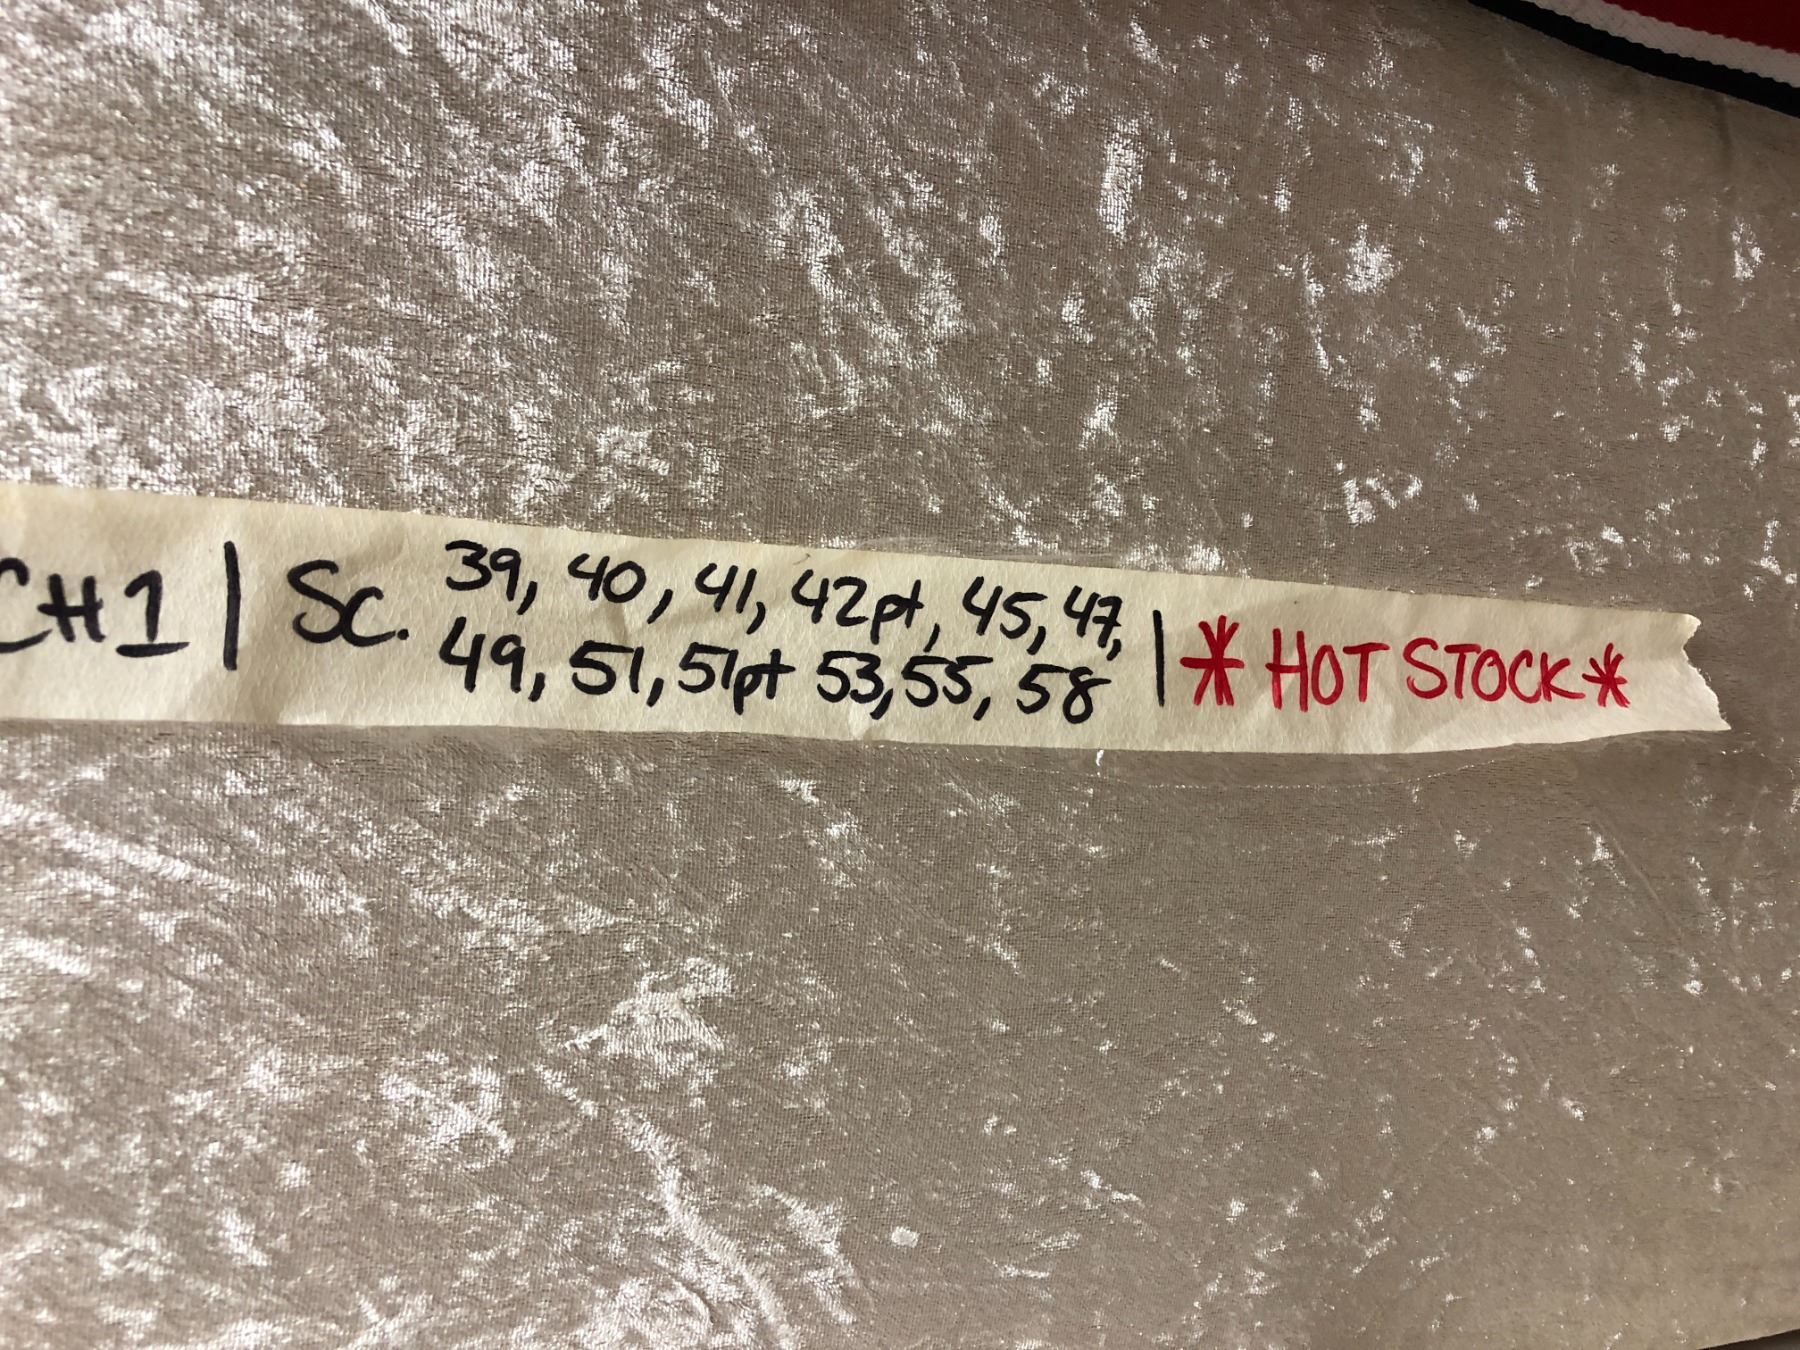 CH1 | Sc. 39, 40, 41, 42pt, 45, 47,
49, 51, 51pt 53, 55, 58 | * HOT STOCK *